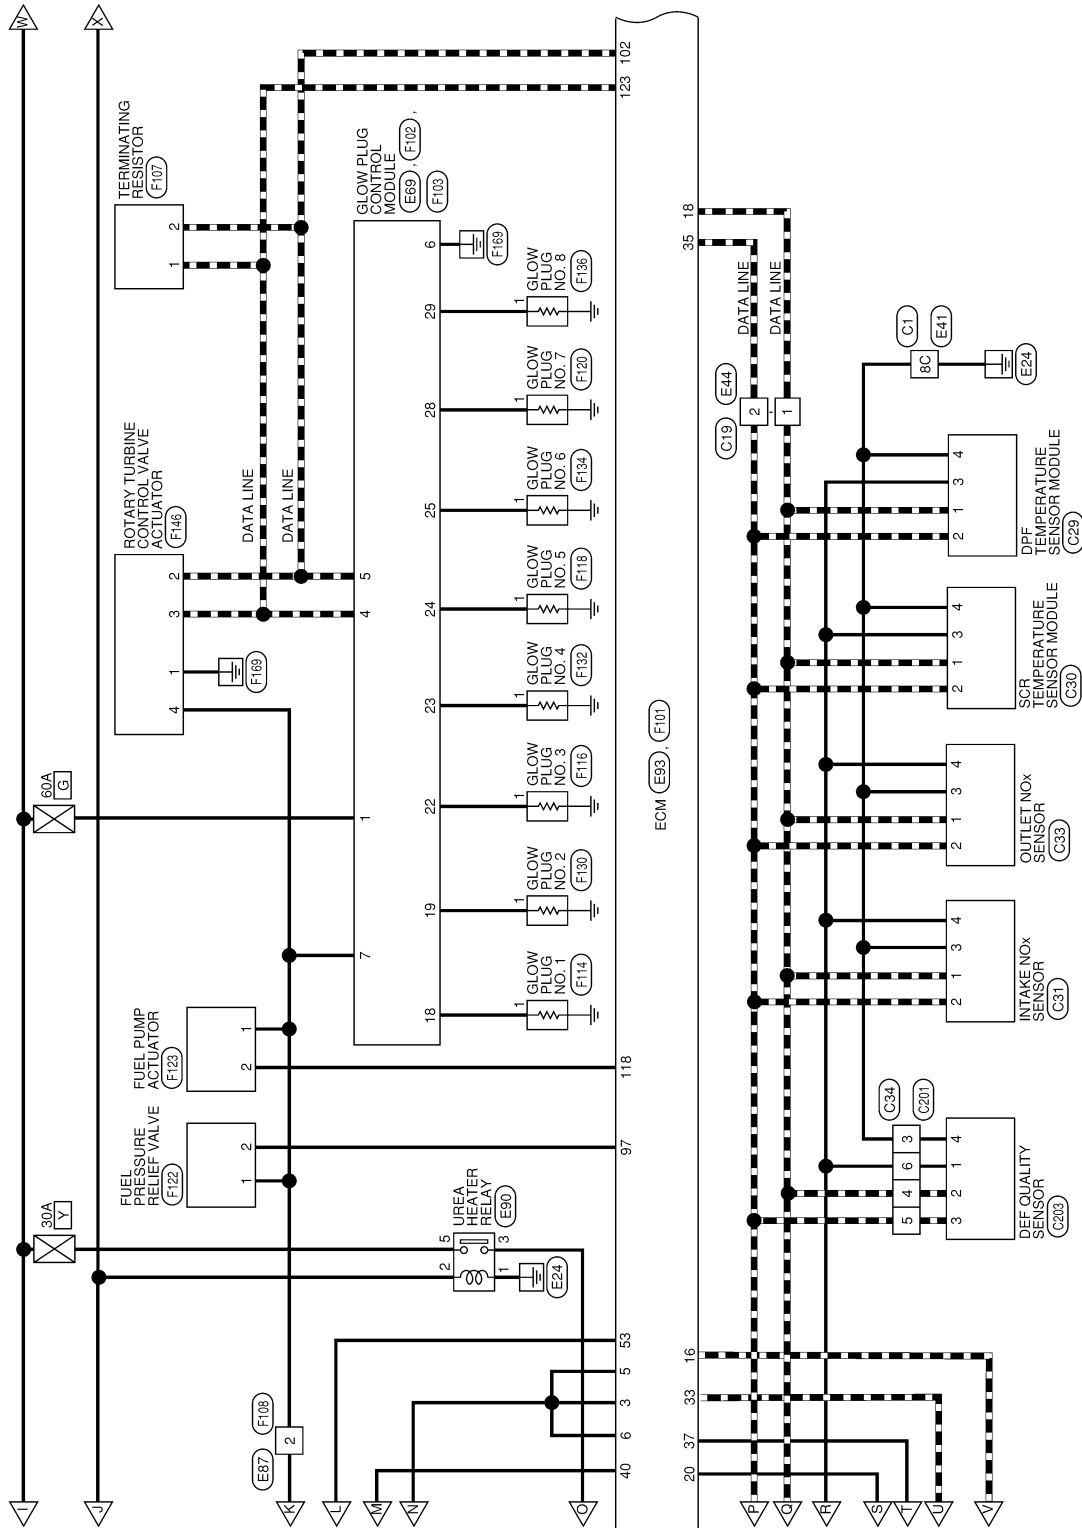 W
X
102
123
TERMINATING
RESISTOR
F107
2
1
GLOW PLUG
CONTROL
MODULE
E69 , F102 ,
F103
6
F169
ROTARY TURBINE
CONTROL VALVE
ACTUATOR
F146
2
3
1
4
F169
DATA LINE
DATA LINE
5
4
1
7
60A
G
29
28
25
24
23
22
19
18
1
GLOW
PLUG
NO. 8
F136
1
GLOW
PLUG
NO. 7
F120
1
GLOW
PLUG
NO. 6
F134
1
GLOW
PLUG
NO. 5
F118
1
GLOW
PLUG
NO. 4
F132
1
GLOW
PLUG
NO. 3
F116
1
GLOW
PLUG
NO. 2
F130
1
GLOW
PLUG
NO. 1
F114
FUEL PUMP
ACTUATOR
F123
1
2
118
FUEL
PRESSURE
RELIEF VALVE
F122
2
1
97
30A
Y
UREA
HEATER
RELAY
E90
5
2
3
1
E24
ECM E93 , F101
18
35
DATA LINE
DATA LINE
C19
E44
2
-
1
C1
E41
8C
E24
4
3
1
2
DPF
TEMPERATURE
SENSOR MODULE
C29
4
3
1
2
SCR
TEMPERATURE
SENSOR MODULE
C30
4
3
1
2
OUTLET NOx
SENSOR
C33
4
3
1
2
INTAKE NOx
SENSOR
C31
C34
C201
3
6
4
5
4
1
2
3
DEF QUALITY
SENSOR
C203
53
5
3
6
40
16
33
37
20
E87
F108
2
I
J
K
L
M
N
O
P
Q
R
S
T
U
V